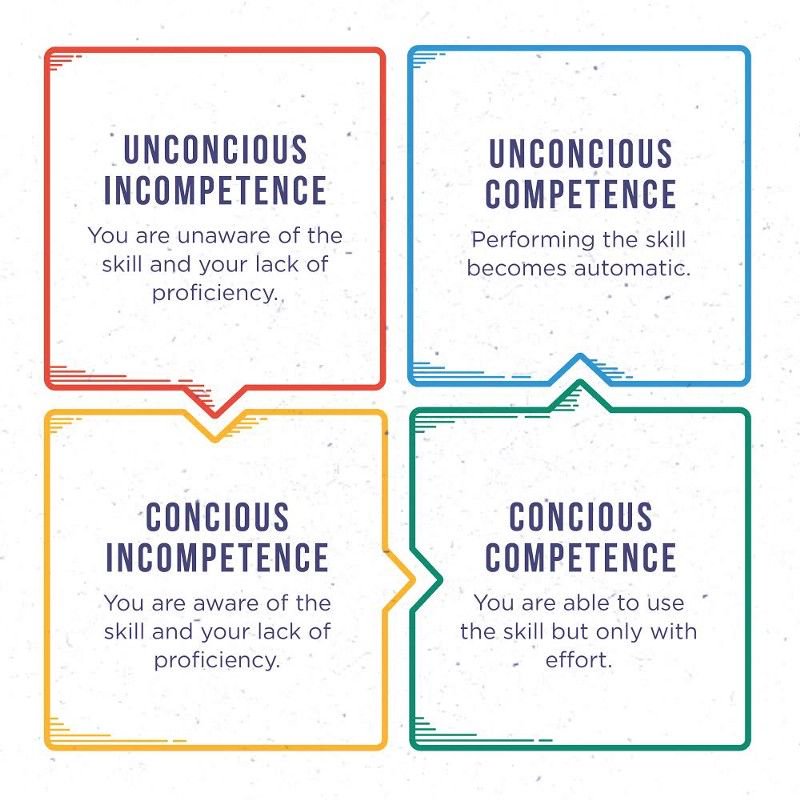 UNCONCIOUS
INCOMPETENCE
You are unaware of the
skill and your lack of
proficiency.
UNCONCIOUS
COMPETENCE
Performing the skill
becomes automatic.
CONCIOUS
INCOMPETENCE
You are aware of the
skill and your lack of
proficiency.
CONCIOUS
COMPETENCE
You are able to use
the skill but only with
effort.